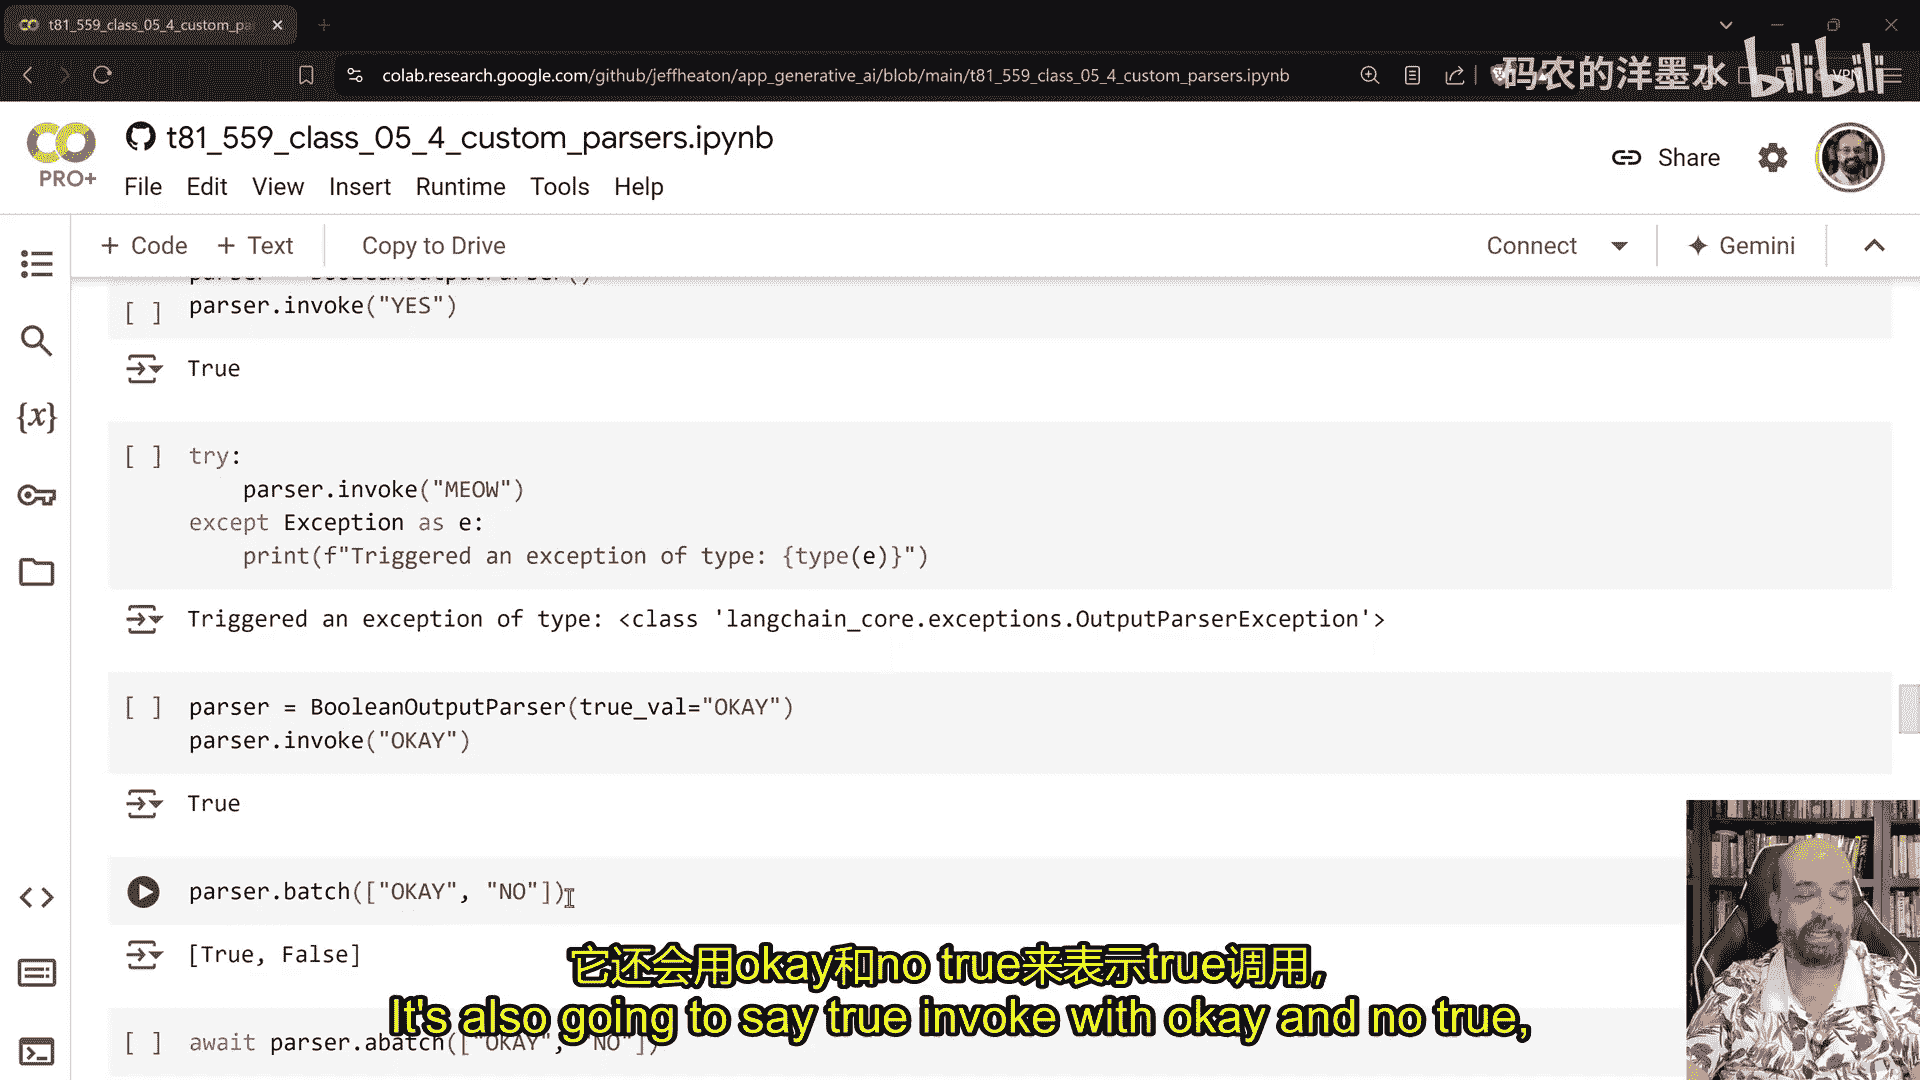 t81_559_class_05_4_custom_pa
colab.research.google.com/github/jeffheaton/app_generative_ai/blob/main/t81_559_class_05_4_custom_parsers.ipynb
码农的洋墨水 bilibili
VPN
t81_559_class_05_4_custom_parsers.ipynb
PRO+
File Edit View Insert Runtime Tools Help
Share
+ Code + Text Copy to Drive
Connect
Gemini
parser = BooleanOutputParser()
[ ] parser.invoke("YES")
True
[ ] try:
parser.invoke("MEOW")
except Exception as e:
print(f"Triggered an exception of type: {type(e)}")
Triggered an exception of type: <class 'langchain_core.exceptions.OutputParserException'>
[ ] parser = BooleanOutputParser(true_val="OKAY")
parser.invoke("OKAY")
True
parser.batch(["OKAY", "NO"])
[True, False]
它还会用okay和no true来表示true调用,
It's also going to say true invoke with okay and no true,
[ ] await parser.abatch(["OKAY", "NO"])